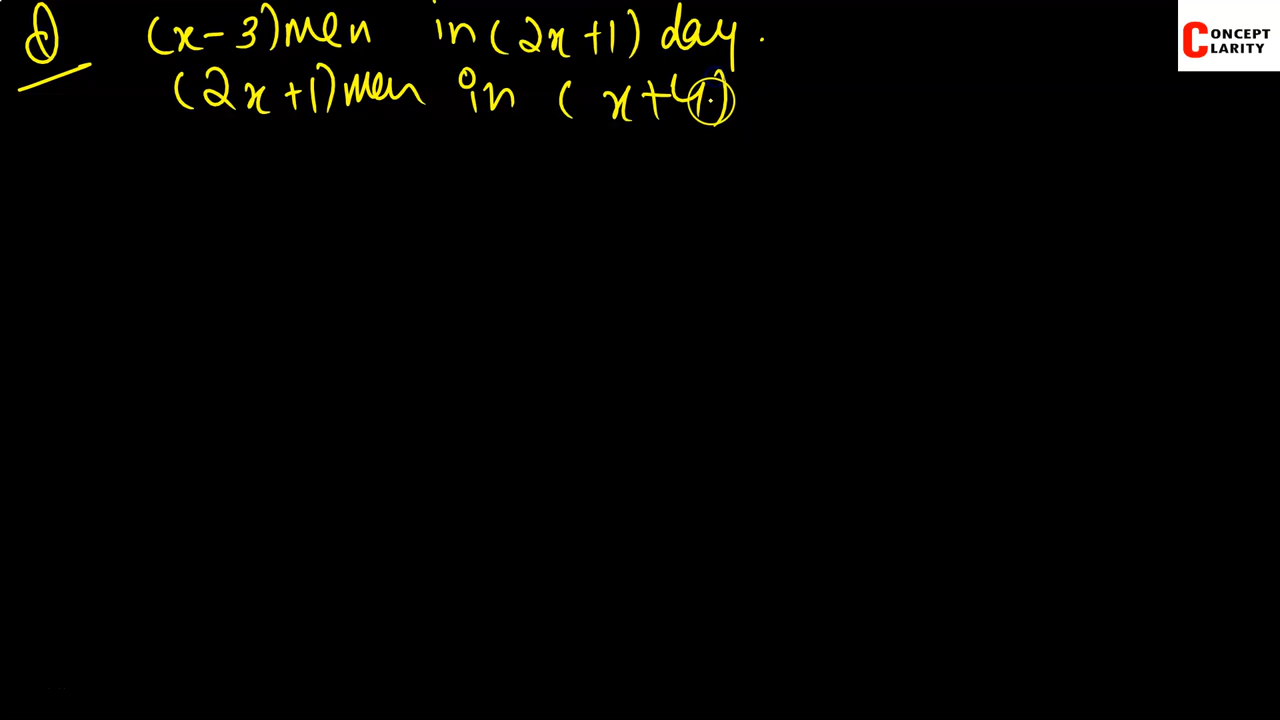 Q (x-3) men in (2x+1) day. CONCEPT CLARITY
(2x+1) men in (x+4)